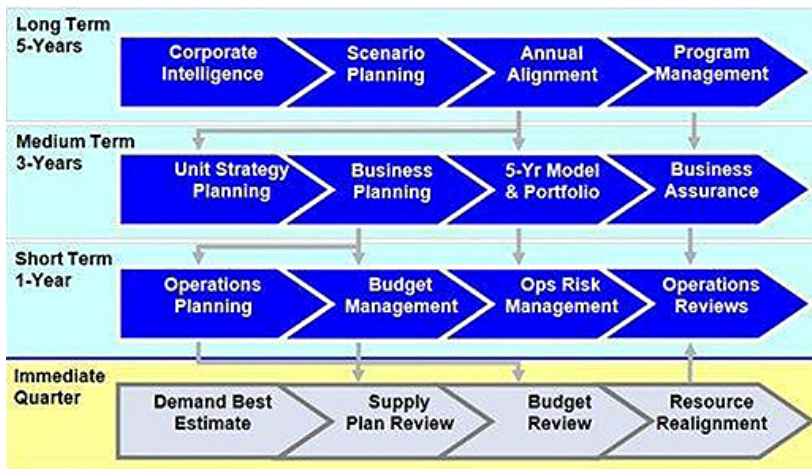 Long Term
5-Years
Corporate
Intelligence
Scenario
Planning
Annual
Alignment
Program
Management
Medium Term
3-Years
Unit Strategy
Planning
Business
Planning
5-Yr Model
& Portfolio
Business
Assurance
Short Term
1-Year
Operations
Planning
Budget
Management
Ops Risk
Management
Operations
Reviews
Immediate
Quarter
Demand Best
Estimate
Supply
Plan Review
Budget
Review
Resource
Realignment